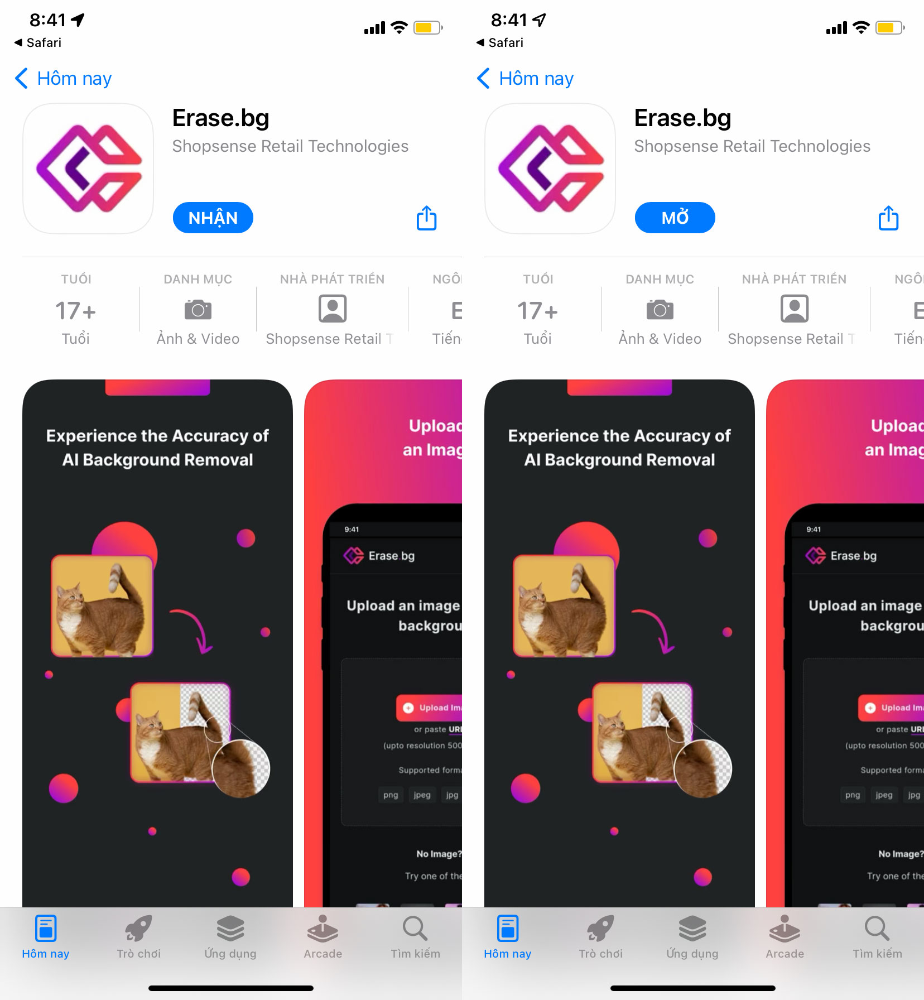 8:41
Safari
Hôm nay
Erase.bg
Shopsense Retail Technologies
NHẬN
TUỔI
DANH MỤC
NHÀ PHÁT TRIỂN
17+
Tuổi
Ảnh & Video
Shopsense Retail T
Experience the Accuracy of
AI Background Removal
Upload
an Imag
9:41
Erase.bg
Upload an image
backgrou
Upload Im
or paste URL
(upto resolution 500
Supported forma
png jpeg jpg
No Image?
Try one of the
Hôm nay
Trò chơi
Ứng dụng
Arcade
Tìm kiếm
8:41
Safari
Hôm nay
Erase.bg
Shopsense Retail Technologies
MỞ
TUỔI
DANH MỤC
NHÀ PHÁT TRIỂN
17+
Tuổi
Ảnh & Video
Shopsense Retail T
Experience the Accuracy of
AI Background Removal
Upload
an Imag
9:41
Erase.bg
Upload an image
backgrou
Upload Im
or paste URL
(upto resolution 500
Supported forma
png jpeg jpg
No Image?
Try one of the
Hôm nay
Trò chơi
Ứng dụng
Arcade
Tìm kiếm